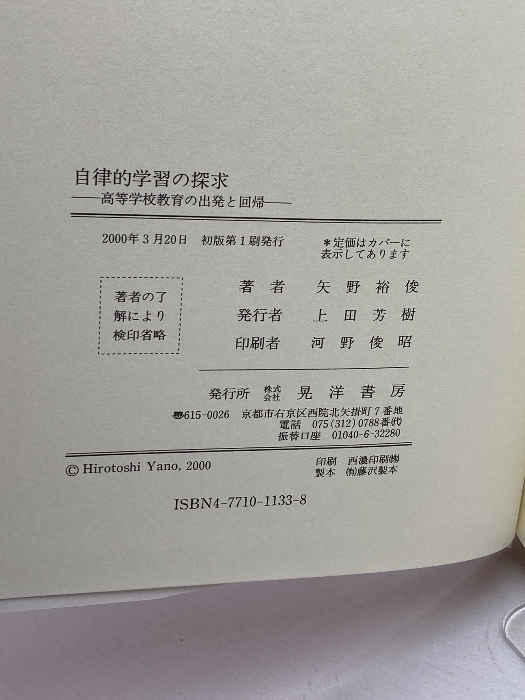 自律的学習の探求
——高等学校教育の出発と回帰——
2000年3月20日 初版第1刷発行
＊定価はカバーに
表示してあります
著者の了
解により
検印省略
著 者 矢 野 裕 俊
発行者 上 田 芳 樹
印刷者 河 野 俊 昭
発行所 株式会社 晃 洋 書 房
〠615-0026 京都市右京区西院北矢掛町7番地
電話 075(312)0788番㈹
振替口座 01040-6-32280
© Hirotoshi Yano, 2000
印刷 西濃印刷㈱
製本 ㈲藤沢製本
ISBN4-7710-1133-8